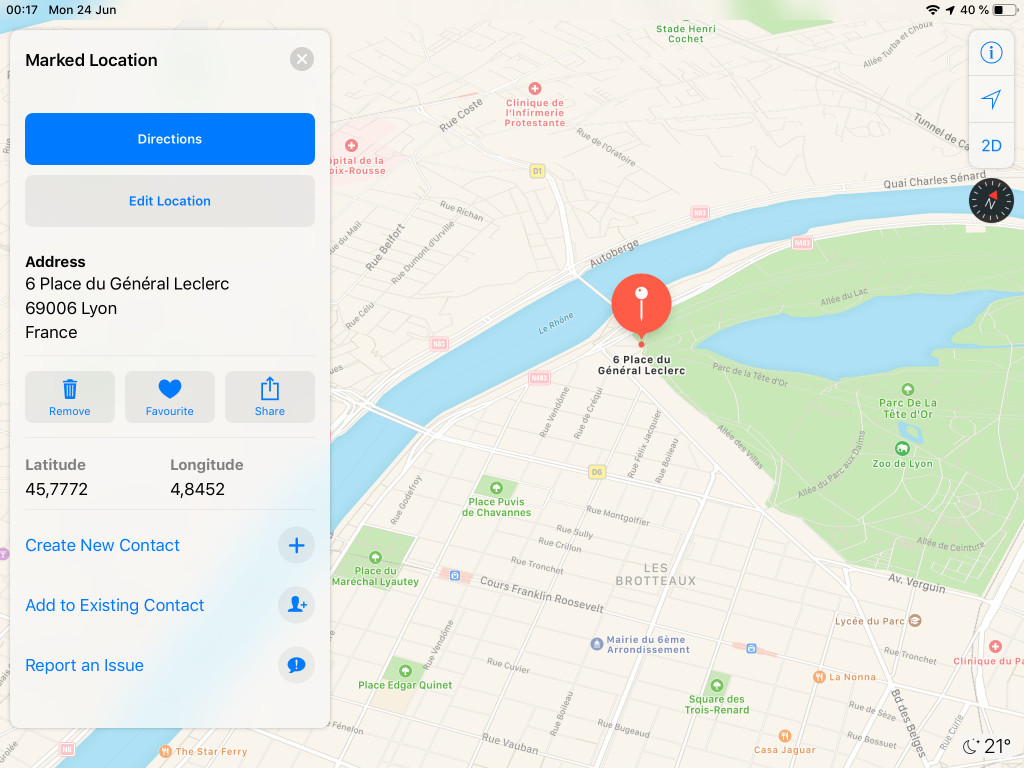 00:17 Mon 24 Jun
40 %
Marked Location
Directions
Edit Location
Address
6 Place du Général Leclerc
69006 Lyon
France
Remove
Favourite
Share
Latitude
Longitude
45,7772
4,8452
Create New Contact
Add to Existing Contact
Report an Issue
2D
N
21°
Stade Henri
Cochet
Allée Turba et Choux
Clinique de
l'Infirmerie
Protestante
Rue Coste
Rue de l'Oratoire
Tunnel de Ca
pital de la
oix-Rousse
D1
Quai Charles Sénard
N83
N483
Rue Richan
Rue du Mail
Rue Belfort
Rue Dumont d'Urville
Autoberge
Rue Célu
Le Rhône
Allée du Lac
N83
6 Place du
Général Leclerc
N483
Parc de la Tête d'Or
Parc De La
Tête d'Or
Rue Vendôme
Rue de Créqui
Rue Félix Jacquier
Rue Boileau
Allée des Villas
Allée du Parc aux Daims
Zoo de Lyon
D6
Rue Godefroy
Place Puvis
de Chavannes
Rue Montgolfier
Rue Sully
Rue Crillon
Allée de Ceinture
Place du
Maréchal Lyautey
Rue Tronchet
LES
BROTTEAUX
Cours Franklin Roosevelt
Av. Verguin
Lycée du Parc
Mairie du 6ème
Arrondissement
Rue Tronchet
Clinique du Pa
Rue Vendôme
Rue Cuvier
Place Edgar Quinet
La Nonna
Square des
Trois-Renard
Bd des Belges
Rue de Sèze
Rue Boileau
Rue Curie
Fénelon
Rue Bugeaud
Rue Vauban
Rue Bossuet
Casa Jaguar
N6
The Star Ferry